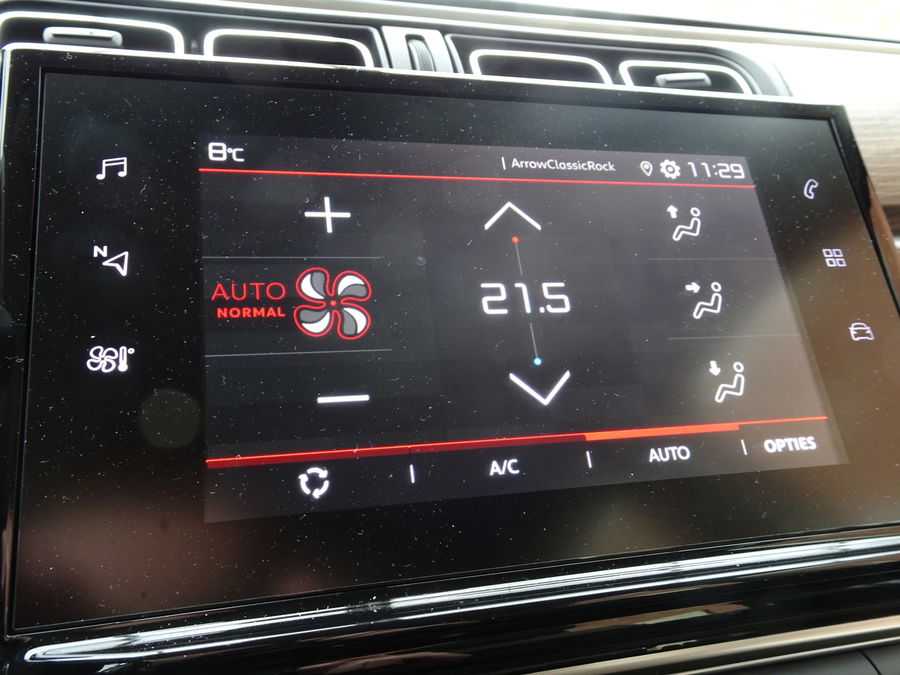 8°C
ArrowClassicRock
11:29
N
AUTO
NORMAL
21.5
A/C
AUTO
OPTIES